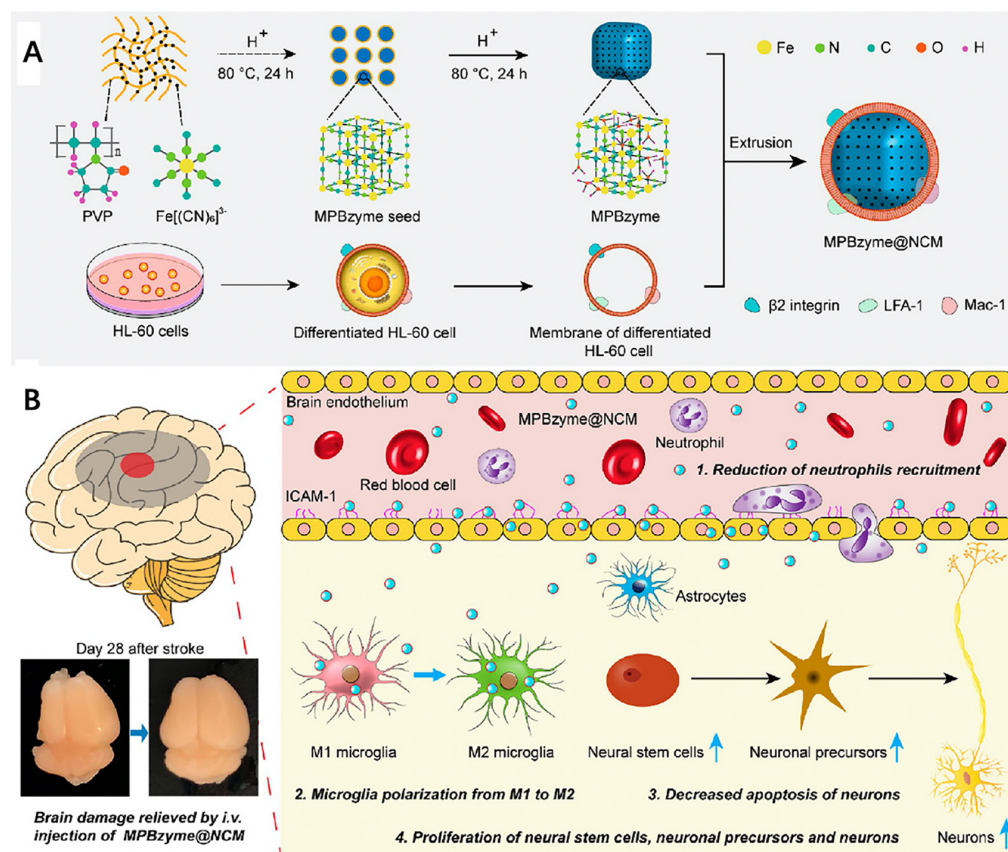 A
H+
80 °C, 24 h
H+
80 °C, 24 h
Fe N C O H
n
PVP
Fe[(CN)6]3-
MPBzyme seed
MPBzyme
Extrusion
MPBzyme@NCM
HL-60 cells
Differentiated HL-60 cell
Membrane of differentiated
HL-60 cell
β2 integrin LFA-1 Mac-1
B
Brain endothelium
MPBzyme@NCM
Neutrophil
Red blood cell
1. Reduction of neutrophils recruitment
ICAM-1
Astrocytes
Day 28 after stroke
M1 microglia
M2 microglia
Neural stem cells
Neuronal precursors
2. Microglia polarization from M1 to M2
3. Decreased apoptosis of neurons
Brain damage relieved by i.v.
injection of MPBzyme@NCM
4. Proliferation of neural stem cells, neuronal precursors and neurons
Neurons